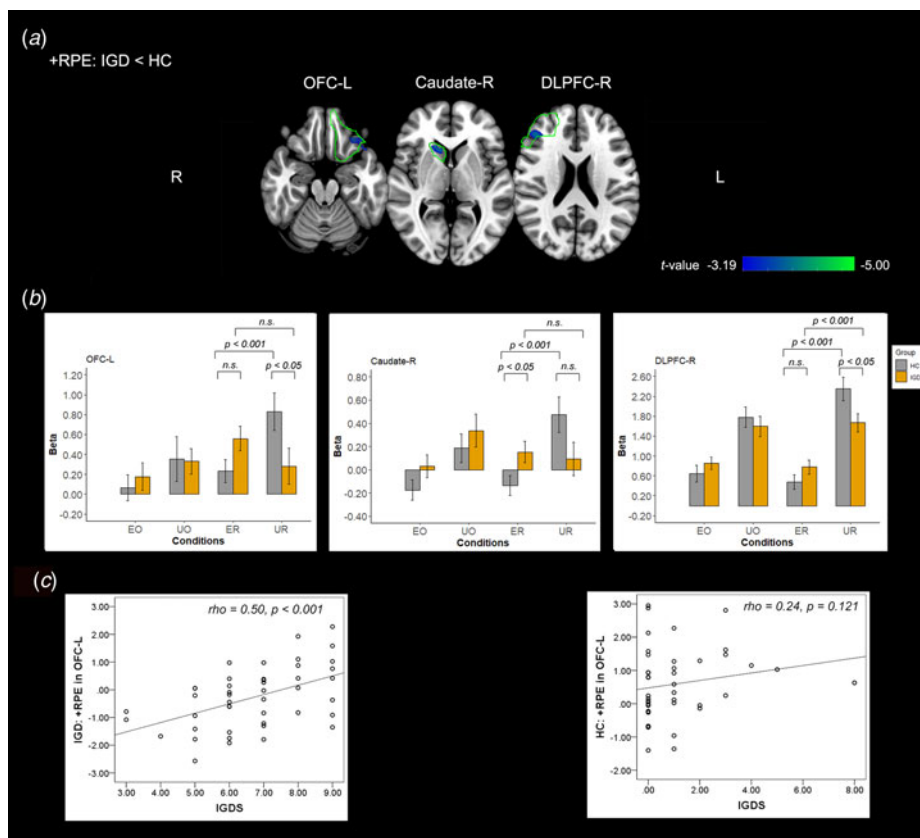 (a)
+RPE: IGD < HC
OFC-L
Caudate-R
DLPFC-R
R
L
t-value -3.19 -5.00
(b)
OFC-L
1.20
1.00
0.80
0.60
0.40
0.20
0.00
-0.20
Beta
EO UO ER UR
Conditions
p < 0.001
n.s.
n.s.
p < 0.05
Caudate-R
0.80
0.60
0.40
0.20
0.00
-0.20
-0.40
Beta
EO UO ER UR
Conditions
n.s.
p < 0.001
p < 0.05
n.s.
DLPFC-R
2.60
2.20
1.80
1.40
1.00
0.60
0.20
-0.20
Beta
EO UO ER UR
Conditions
p < 0.001
p < 0.001
n.s.
p < 0.05
Group
HC
IGD
(c)
rho = 0.50, p < 0.001
IGD: +RPE in OFC-L
3.00
2.00
1.00
.00
-1.00
-2.00
-3.00
3.00 4.00 5.00 6.00 7.00 8.00 9.00
IGDS
rho = 0.24, p = 0.121
HC: +RPE in OFC-L
3.00
2.00
1.00
.00
-1.00
-2.00
.00 1.00 2.00 3.00 4.00 5.00 6.00 7.00 8.00
IGDS